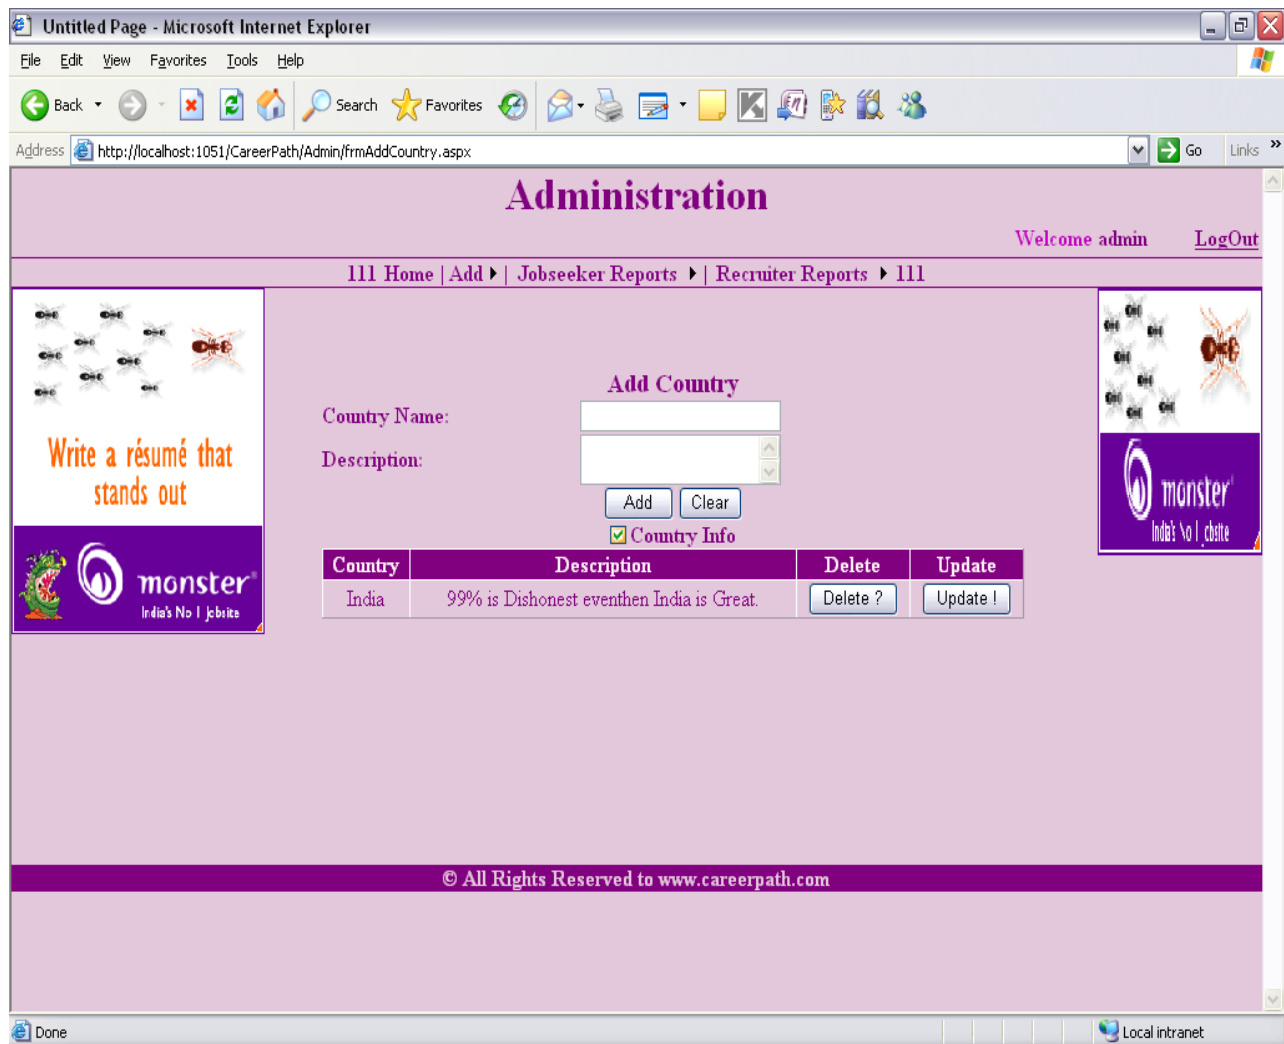 Untitled Page - Microsoft Internet Explorer
File Edit View Favorites Tools Help
Back Search Favorites
Address http://localhost:1051/CareerPath/Admin/frmAddCountry.aspx Go Links »
Administration
Welcome admin LogOut
111 Home | Add | Jobseeker Reports | Recruiter Reports 111
Write a résumé that
stands out
monster
India's No 1 jobsite
Add Country
Country Name:
Description:
Add Clear
Country Info
Country Description Delete Update
India 99% is Dishonest eventhen India is Great. Delete ? Update !
monster
India's No 1 jobsite
© All Rights Reserved to www.careerpath.com
Done Local intranet